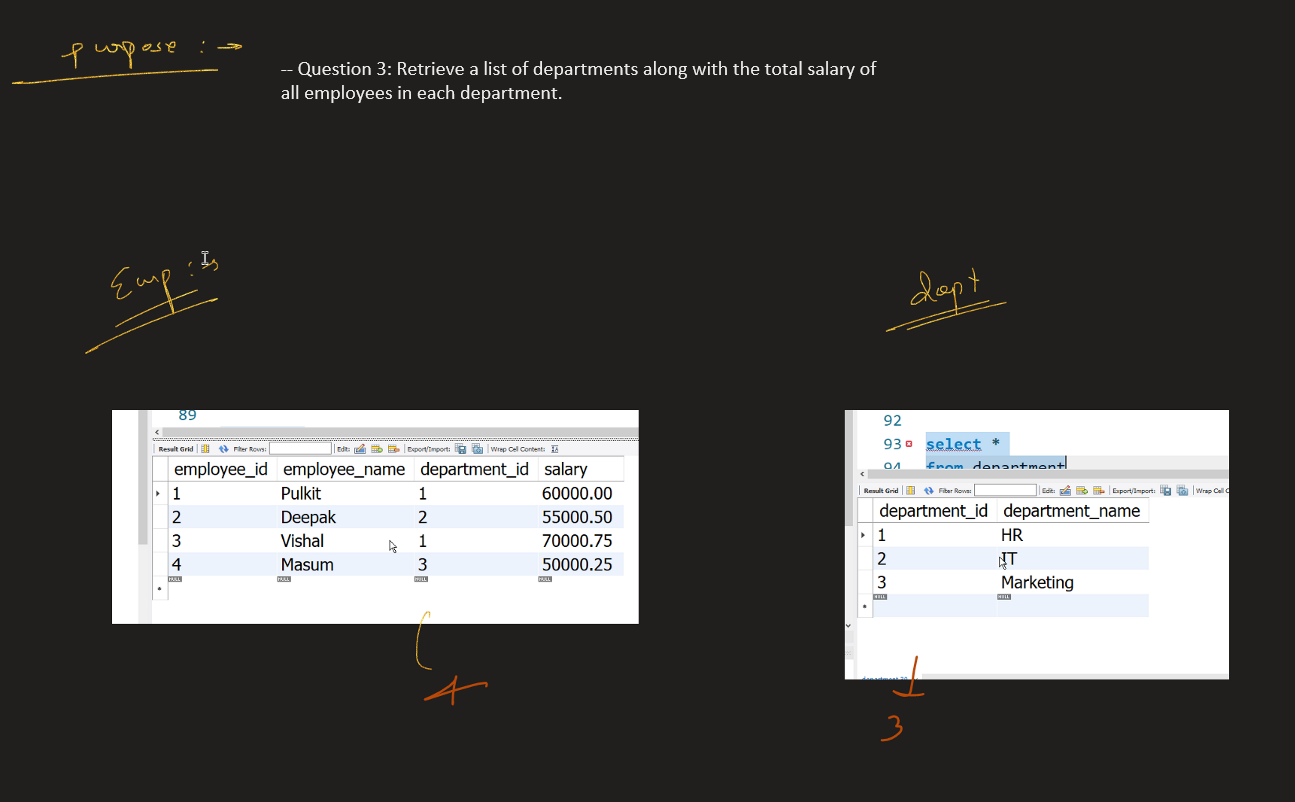 purpose :→
-- Question 3: Retrieve a list of departments along with the total salary of
all employees in each department.
Emp :→
dept
89
Result Grid Filter Rows: Edit: Export/Import: Wrap Cell Content:
employee_id employee_name department_id salary
1 Pulkit 1 60000.00
2 Deepak 2 55000.50
3 Vishal 1 70000.75
4 Masum 3 50000.25
NULL NULL NULL NULL
92
93 select *
94 from department
Result Grid Filter Rows: Edit: Export/Import: Wrap Cell C
department_id department_name
1 HR
2 IT
3 Marketing
NULL NULL
4
3